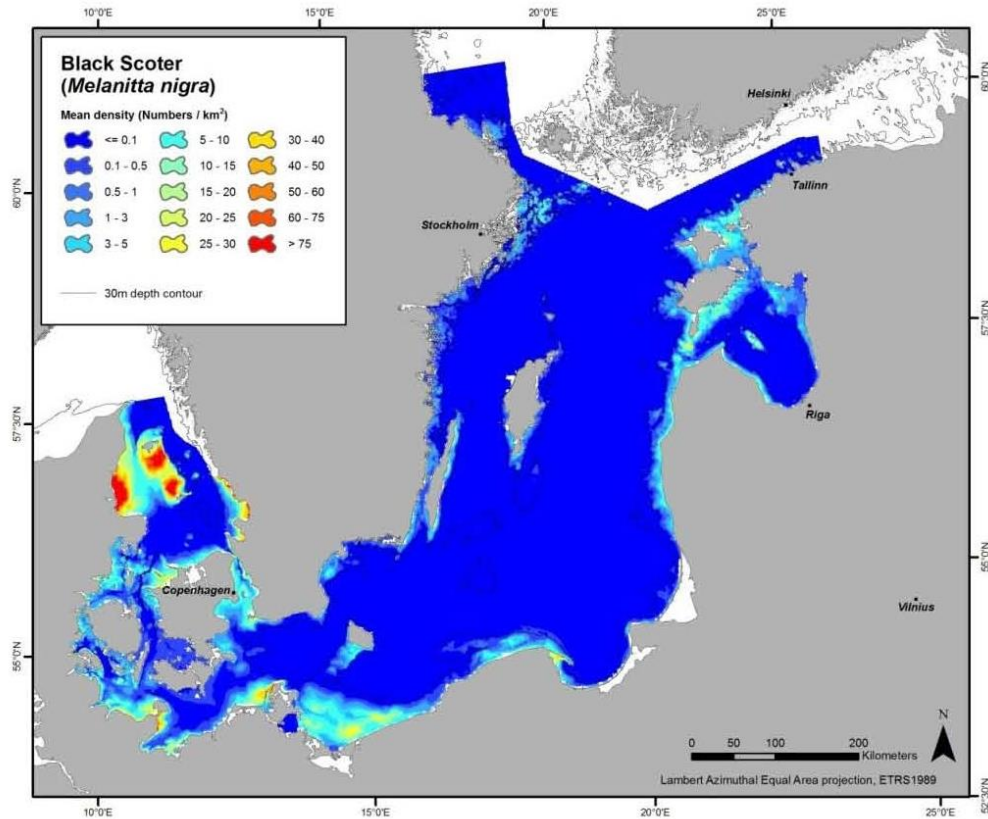 10°0'E 15°0'E 20°0'E 25°0'E
Black Scoter
(Melanitta nigra)
Mean density (Numbers / km²)
<= 0.1 5 - 10 30 - 40
0.1 - 0.5 10 - 15 40 - 50
0.5 - 1 15 - 20 50 - 60
1 - 3 20 - 25 60 - 75
3 - 5 25 - 30 > 75
30m depth contour
Helsinki
60°0'N
Tallinn
60°0'N
Stockholm
57°30'N
Riga
57°30'N
55°0'N
Copenhagen
Vilnius
55°0'N
N
0 50 100 200
Kilometers
Lambert Azimuthal Equal Area projection, ETRS1989
52°30'N
10°0'E 15°0'E 20°0'E 25°0'E